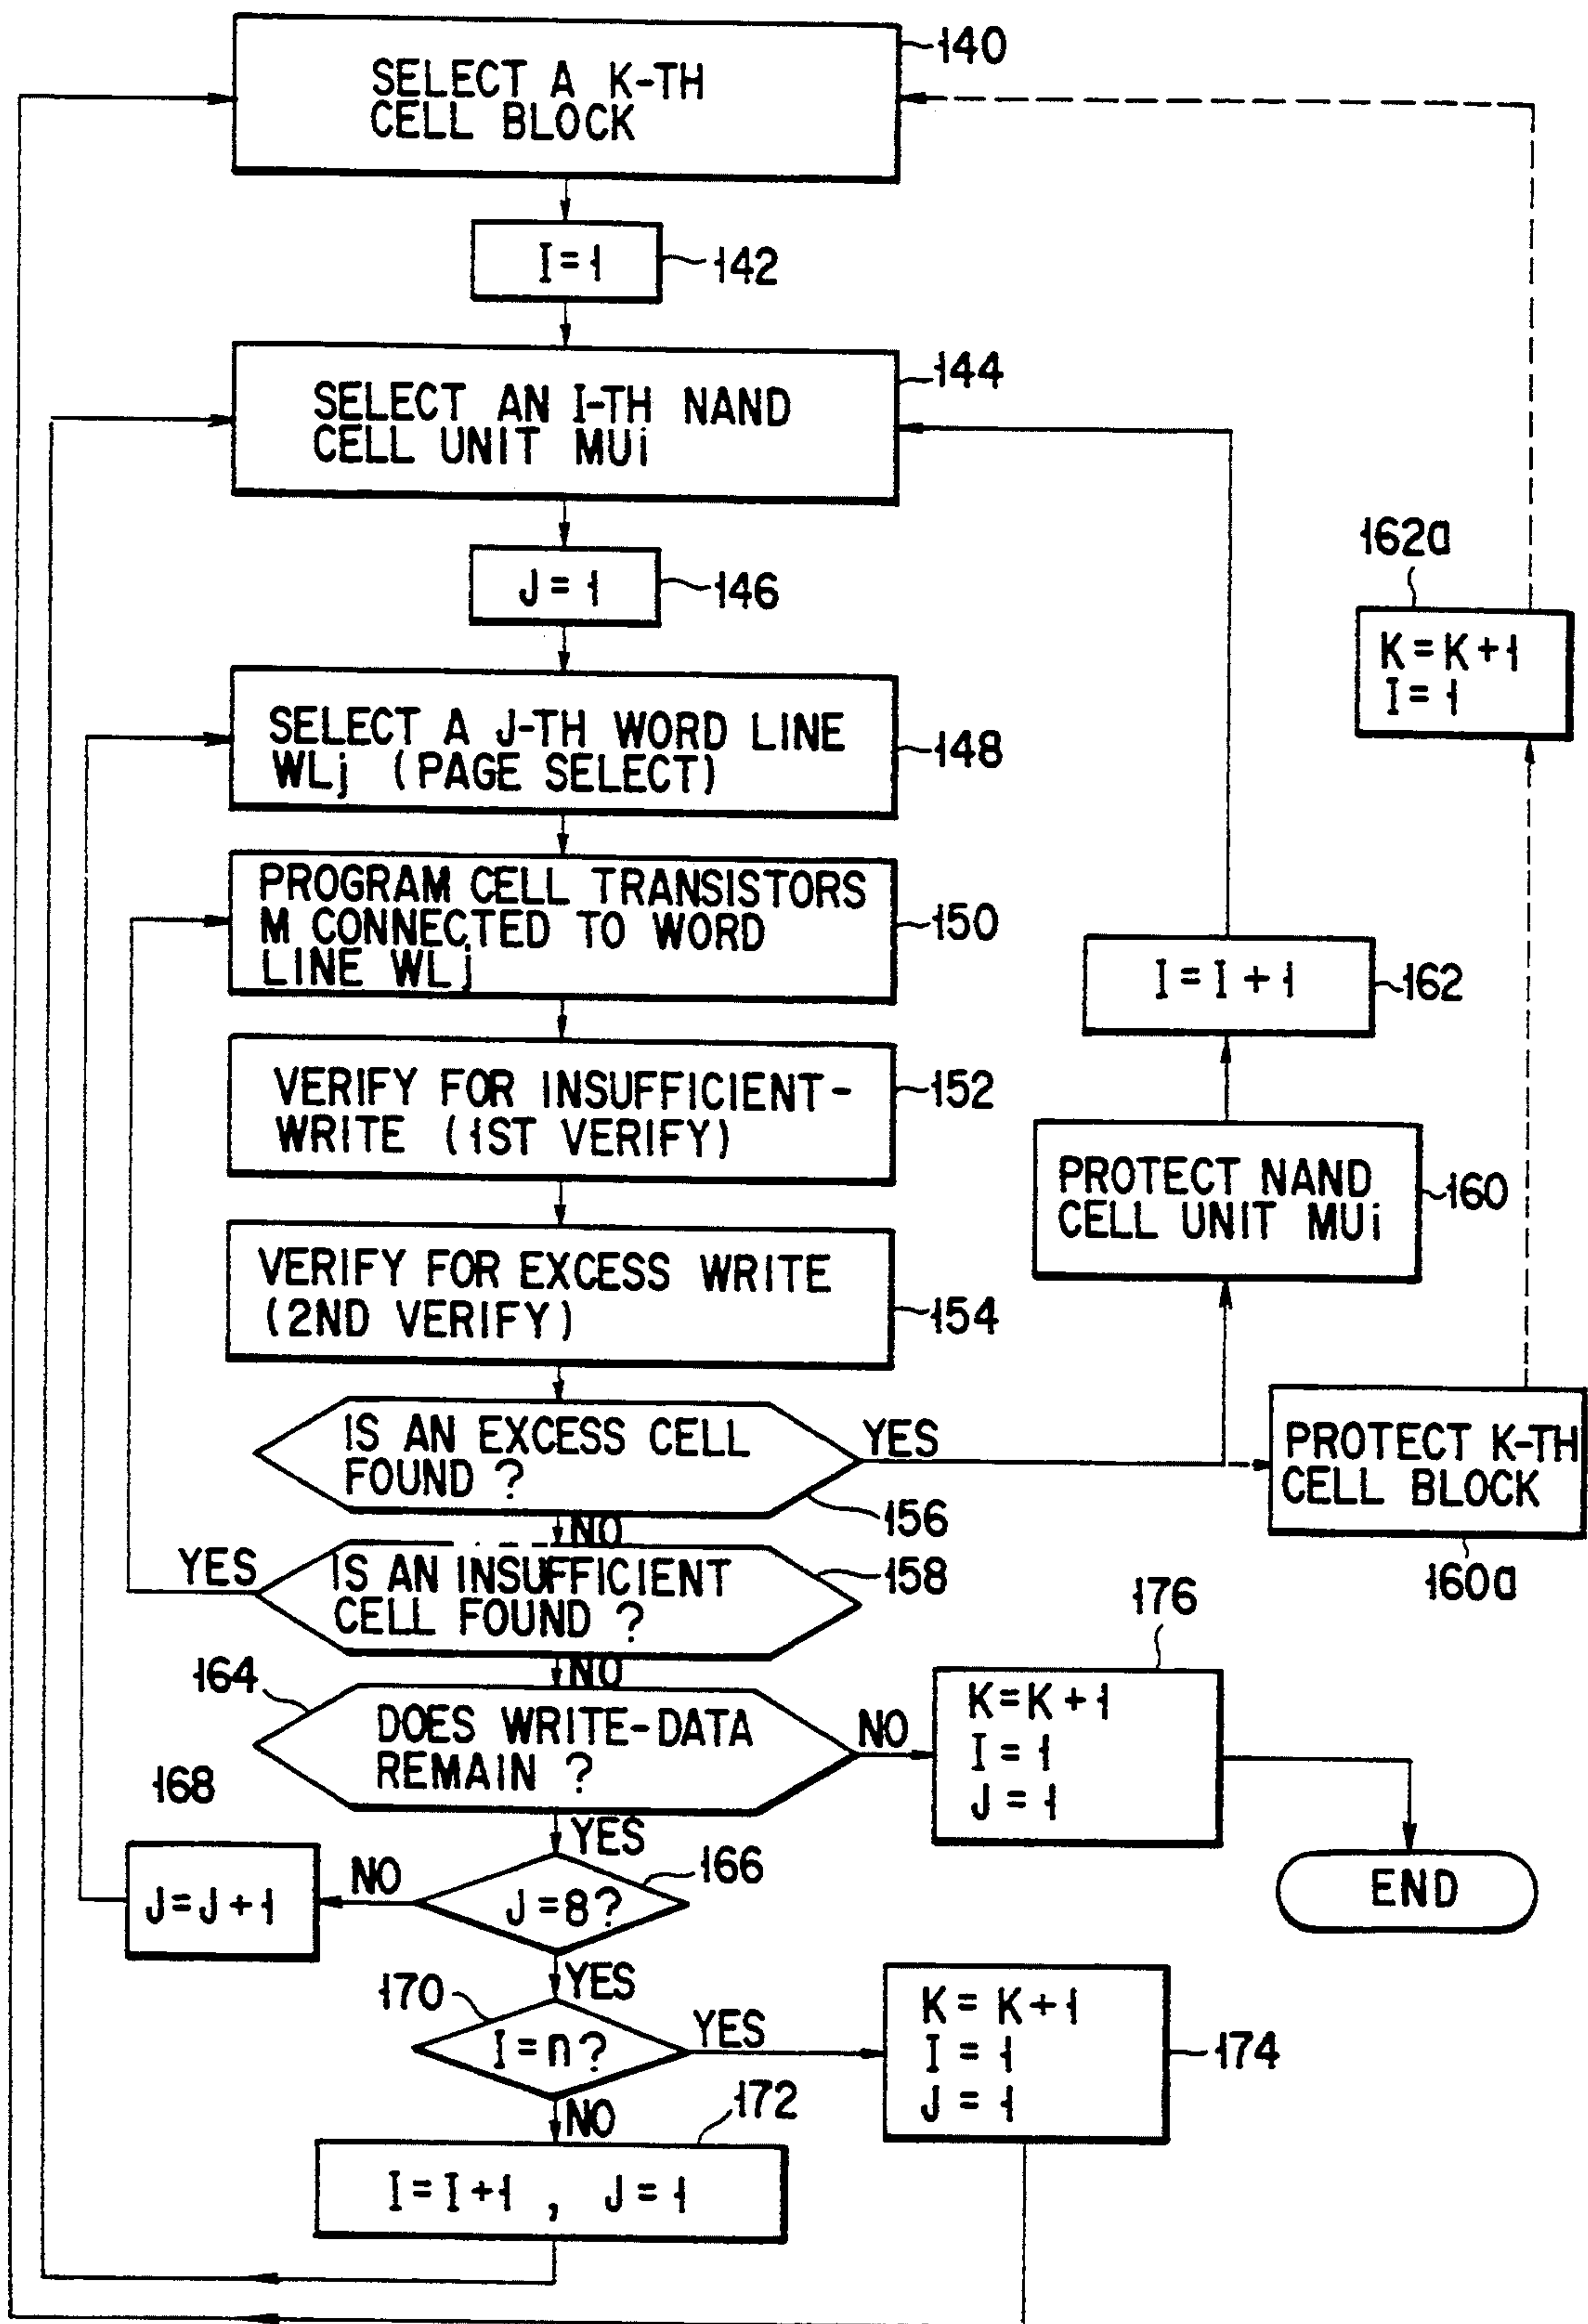 140
SELECT A K-TH
CELL BLOCK
I=1
142
144
SELECT AN I-TH NAND
CELL UNIT MUi
162a
J=1
146
K=K+1
I=1
SELECT A J-TH WORD LINE
WLj (PAGE SELECT)
148
PROGRAM CELL TRANSISTORS
M CONNECTED TO WORD
LINE WLj
150
I=I+1
162
VERIFY FOR INSUFFICIENT-
WRITE (1ST VERIFY)
152
PROTECT NAND
CELL UNIT MUi
160
VERIFY FOR EXCESS WRITE
(2ND VERIFY)
154
IS AN EXCESS CELL
FOUND ?
YES
156
PROTECT K-TH
CELL BLOCK
160a
NO
YES
IS AN INSUFFICIENT
CELL FOUND ?
158
176
NO
164
DOES WRITE-DATA
REMAIN ?
NO
K=K+1
I=1
J=1
168
YES
J=J+1
NO
J=8?
166
END
YES
170
I=n?
YES
K=K+1
I=1
J=1
174
NO
172
I=I+1 , J=1